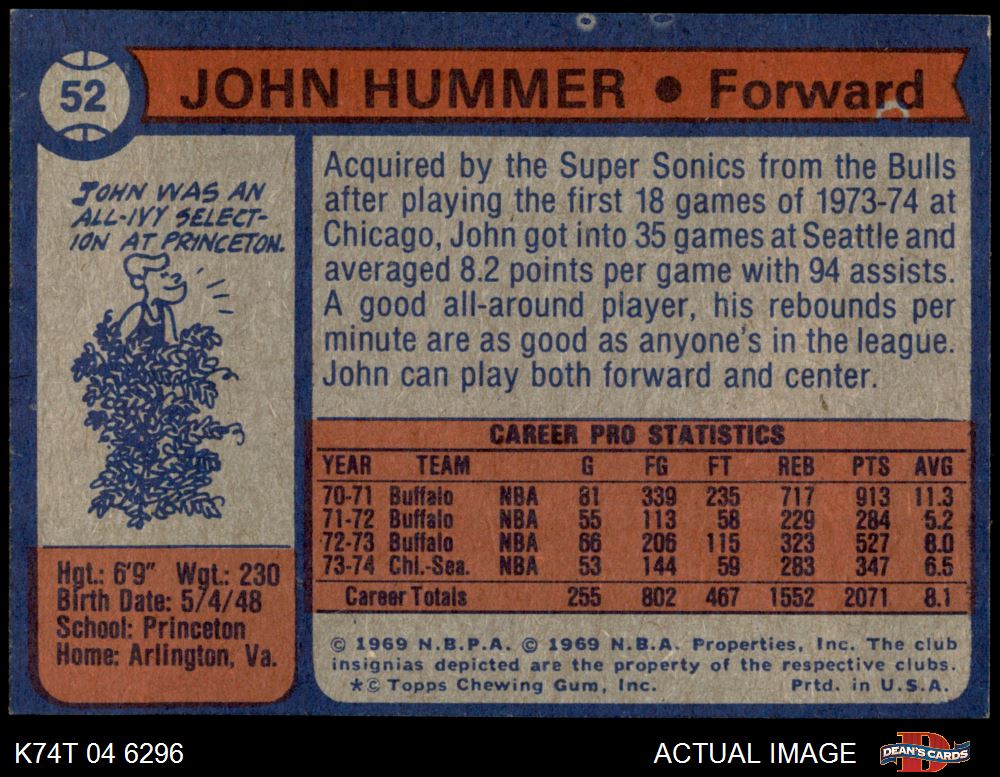 52
JOHN HUMMER • Forward
JOHN WAS AN
ALL-IVY SELECT-
ION AT PRINCETON.
Acquired by the Super Sonics from the Bulls
after playing the first 18 games of 1973-74 at
Chicago, John got into 35 games at Seattle and
averaged 8.2 points per game with 94 assists.
A good all-around player, his rebounds per
minute are as good as anyone's in the league.
John can play both forward and center.
CAREER PRO STATISTICS
YEAR TEAM G FG FT REB PTS AVG
70-71 Buffalo NBA 81 339 235 717 913 11.3
71-72 Buffalo NBA 55 113 58 229 284 5.2
72-73 Buffalo NBA 66 206 115 323 527 8.0
73-74 Chi.-Sea. NBA 53 144 59 283 347 6.5
Career Totals 255 802 467 1552 2071 8.1
Hgt.: 6'9" Wgt.: 230
Birth Date: 5/4/48
School: Princeton
Home: Arlington, Va.
© 1969 N.B.P.A. © 1969 N.B.A. Properties, Inc. The club
insignias depicted are the property of the respective clubs.
*© Topps Chewing Gum, Inc. Prtd. in U.S.A.
K74T 04 6296
ACTUAL IMAGE
DEAN'S CARDS